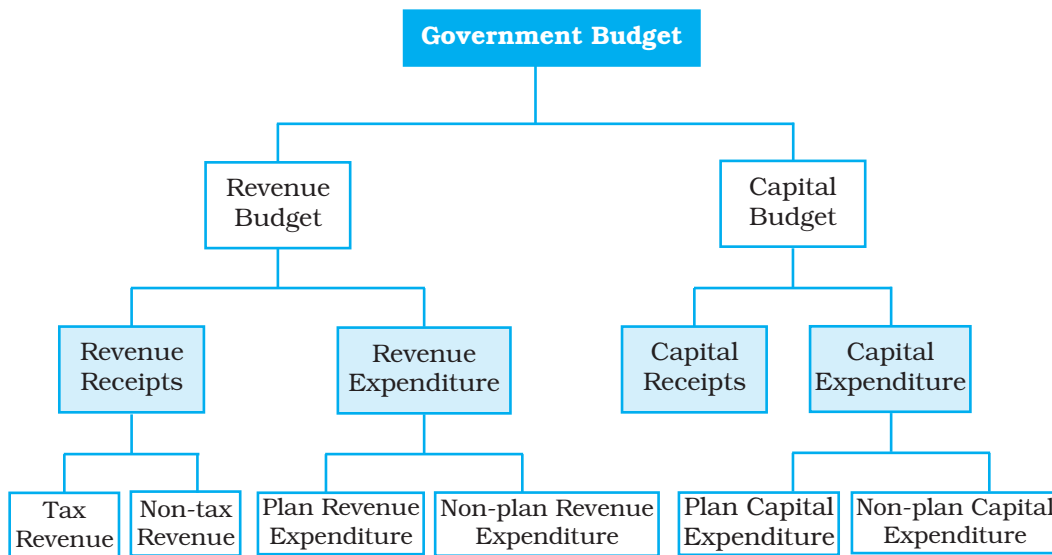 Government Budget
Revenue
Budget
Capital
Budget
Revenue
Receipts
Revenue
Expenditure
Capital
Receipts
Capital
Expenditure
Tax
Revenue
Non-tax
Revenue
Plan Revenue
Expenditure
Non-plan Revenue
Expenditure
Plan Capital
Expenditure
Non-plan Capital
Expenditure